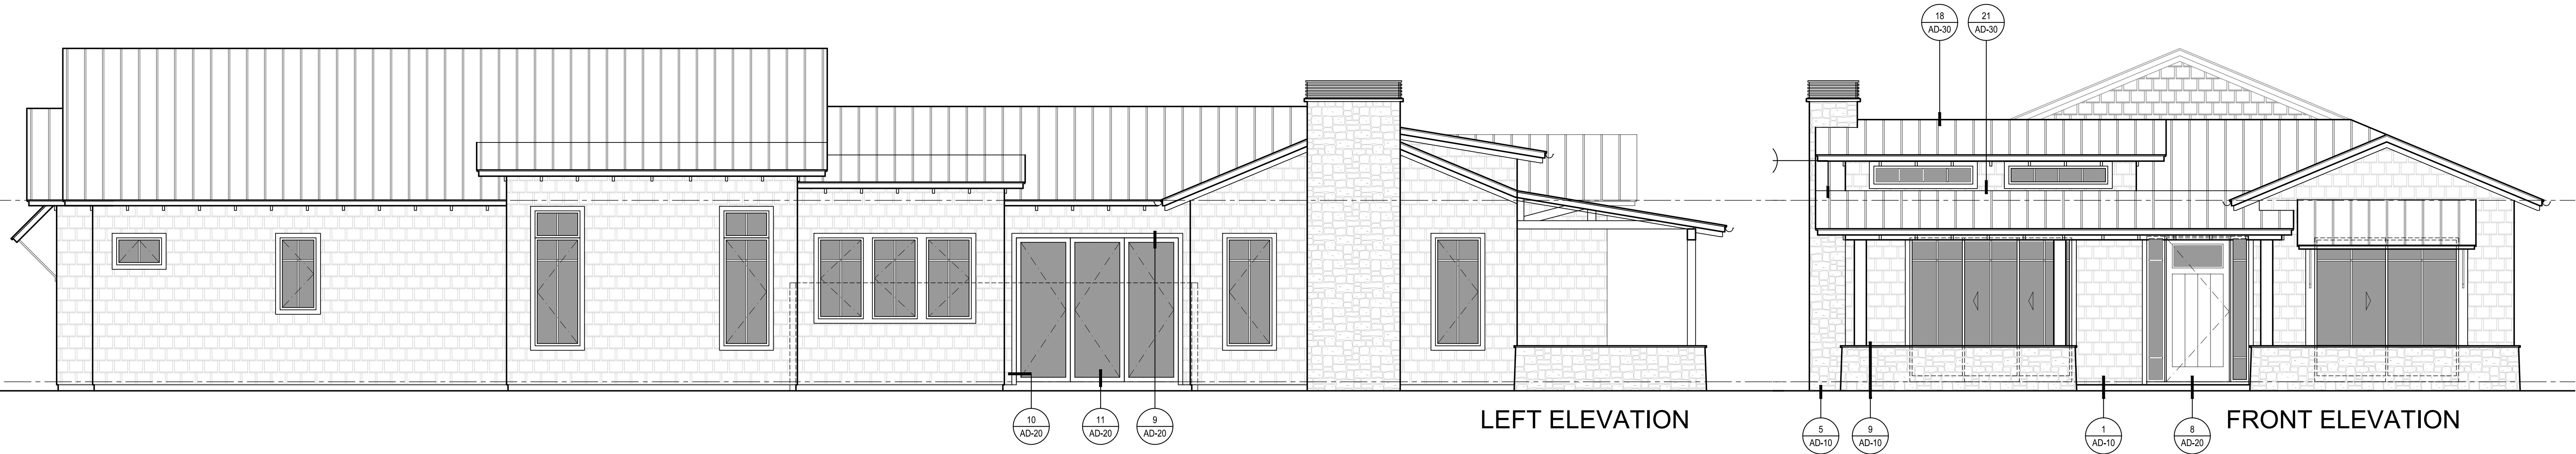 18
AD-30
21
AD-30
10
AD-20
11
AD-20
9
AD-20
LEFT ELEVATION
5
AD-10
9
AD-10
1
AD-10
8
AD-20
FRONT ELEVATION